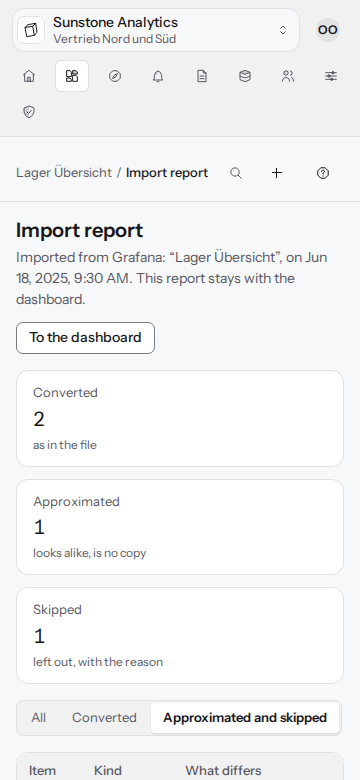 Sunstone Analytics
Vertrieb Nord und Süd
OO
Lager Übersicht / Import report
Import report
Imported from Grafana: “Lager Übersicht”, on Jun
18, 2025, 9:30 AM. This report stays with the
dashboard.
To the dashboard
Converted
2
as in the file
Approximated
1
looks alike, is no copy
Skipped
1
left out, with the reason
All Converted Approximated and skipped
Item Kind What differs